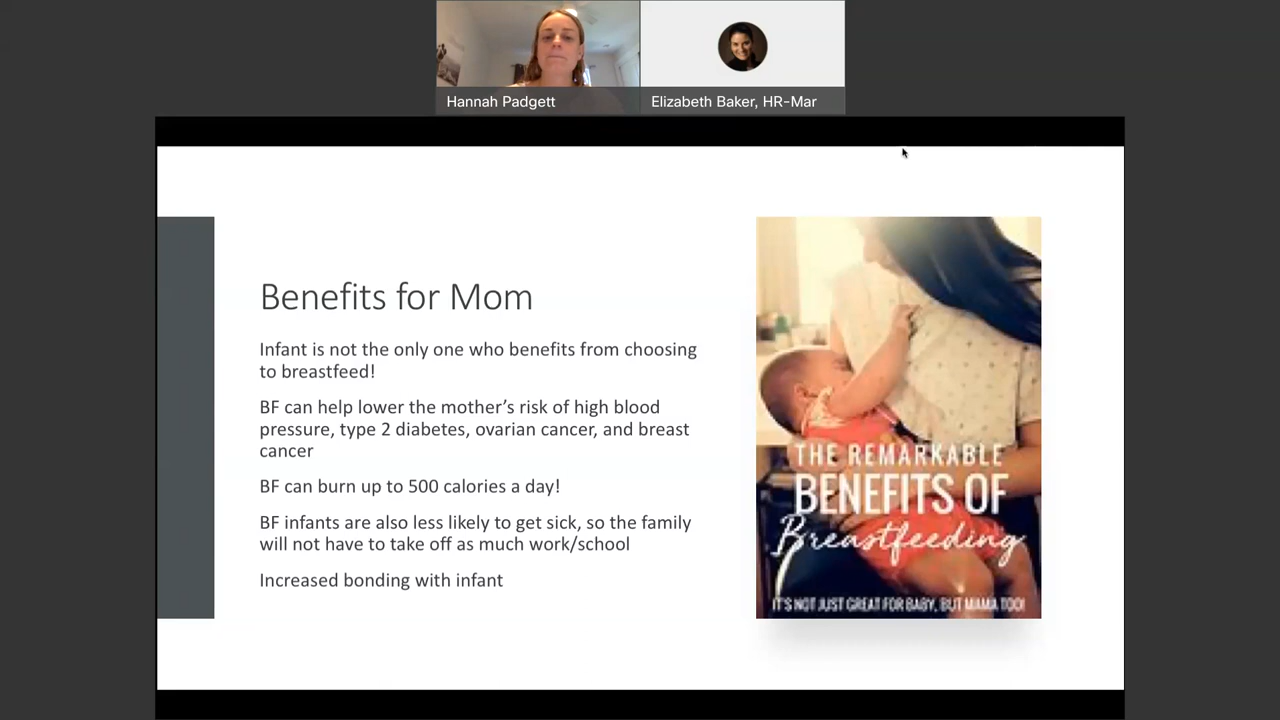 Hannah Padgett
Elizabeth Baker, HR-Mar
Benefits for Mom
Infant is not the only one who benefits from choosing
to breastfeed!
BF can help lower the mother’s risk of high blood
pressure, type 2 diabetes, ovarian cancer, and breast
cancer
BF can burn up to 500 calories a day!
BF infants are also less likely to get sick, so the family
will not have to take off as much work/school
Increased bonding with infant
THE REMARKABLE
BENEFITS OF
Breastfeeding
IT'S NOT JUST GREAT FOR BABY, BUT MAMA TOO!